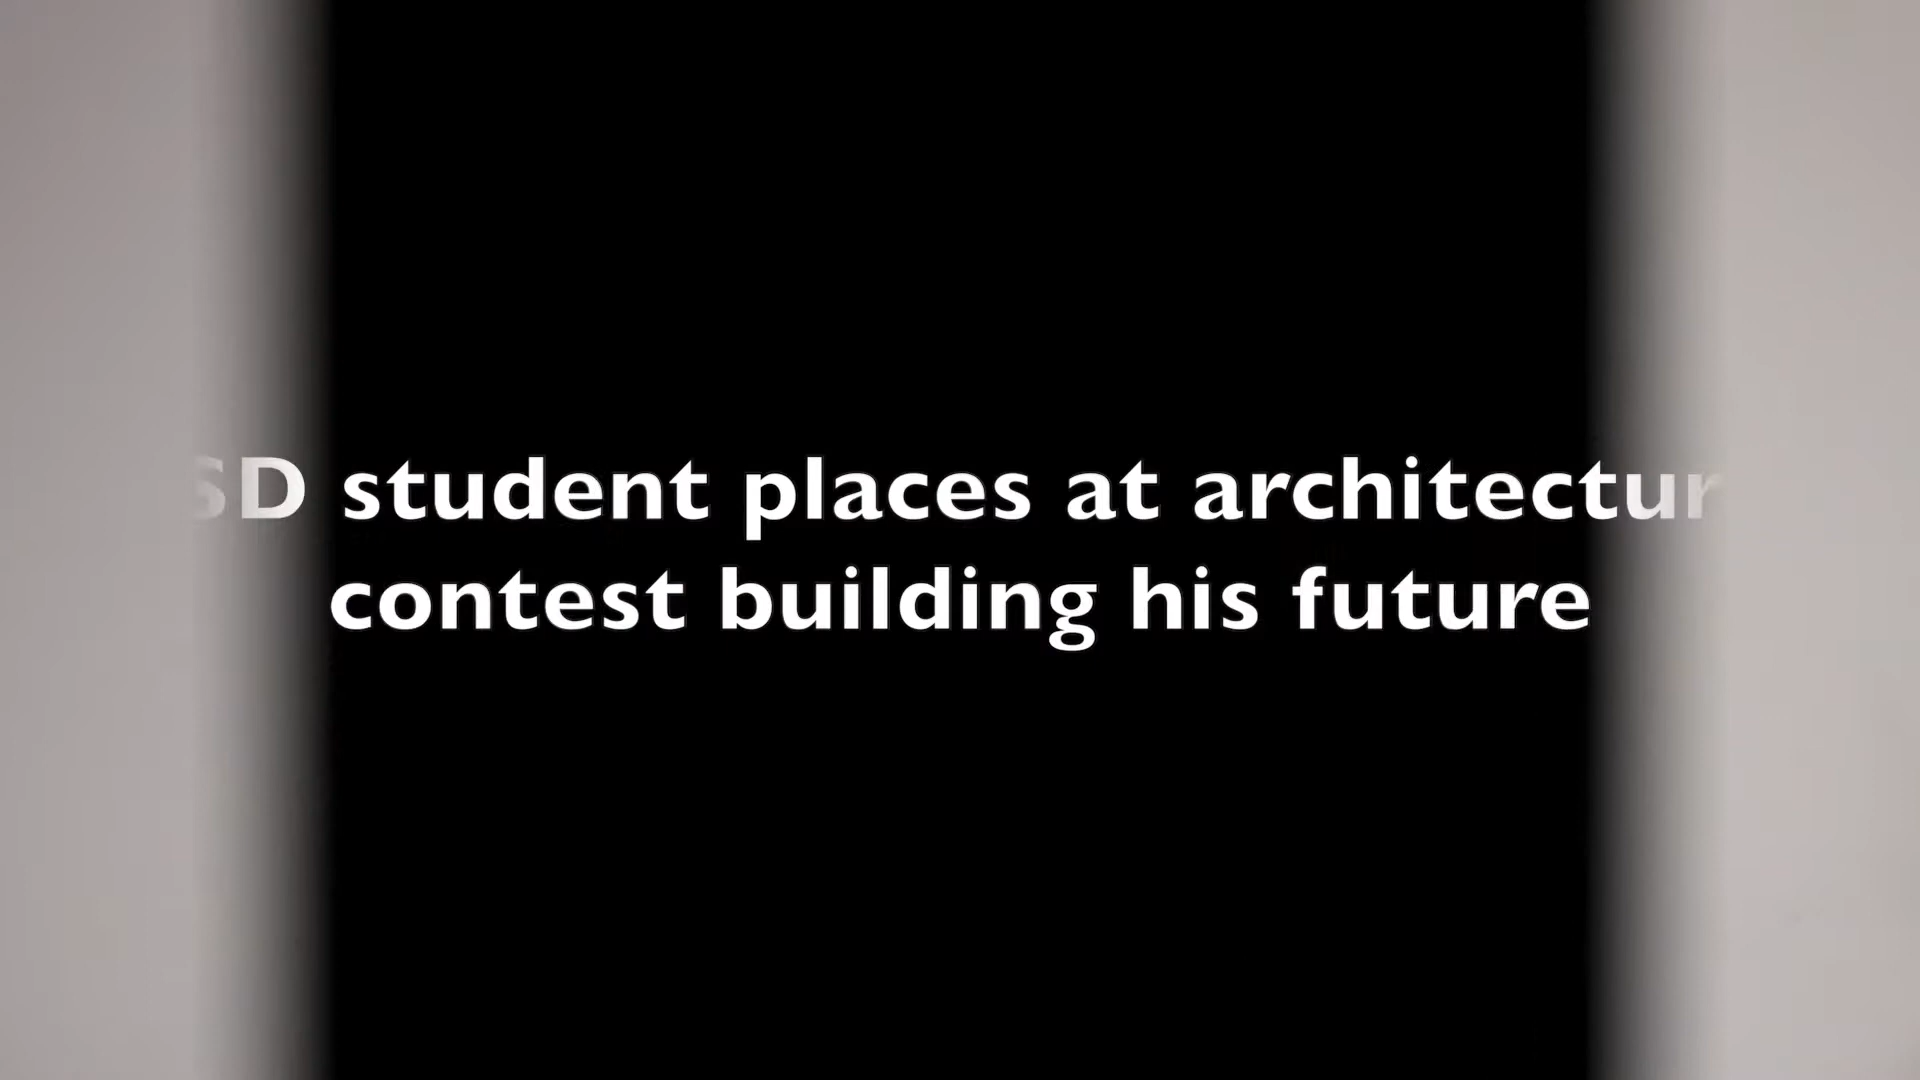 SD student places at architectur
contest building his future